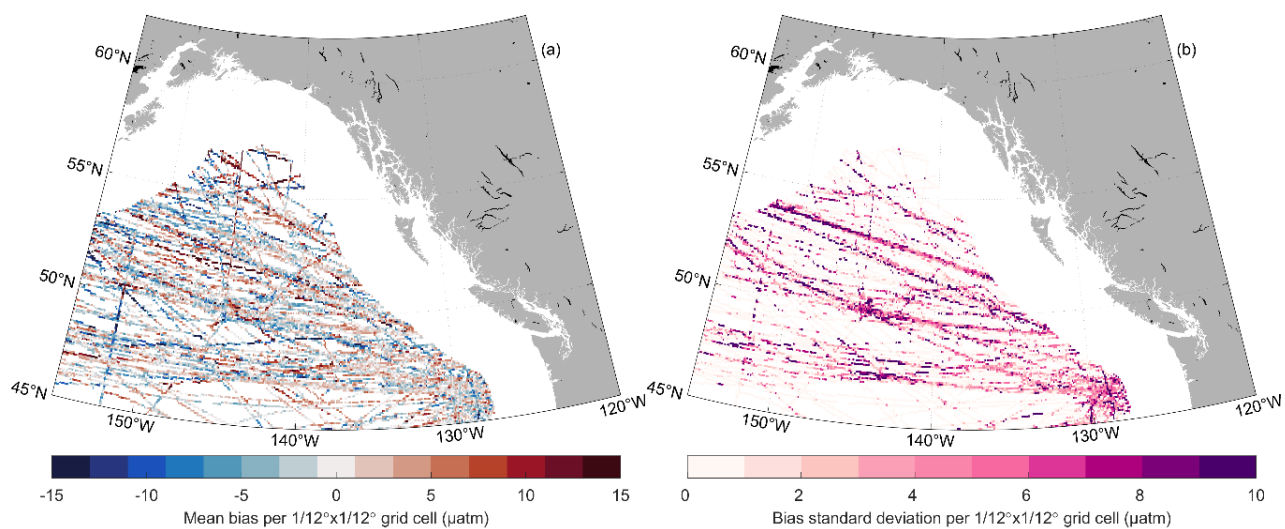 (a)
60°N
55°N
50°N
45°N
150°W
140°W
130°W
120°W
-15
-10
-5
0
5
10
15
Mean bias per 1/12°x1/12° grid cell (µatm)
(b)
60°N
55°N
50°N
45°N
150°W
140°W
130°W
120°W
0
2
4
6
8
10
Bias standard deviation per 1/12°x1/12° grid cell (µatm)